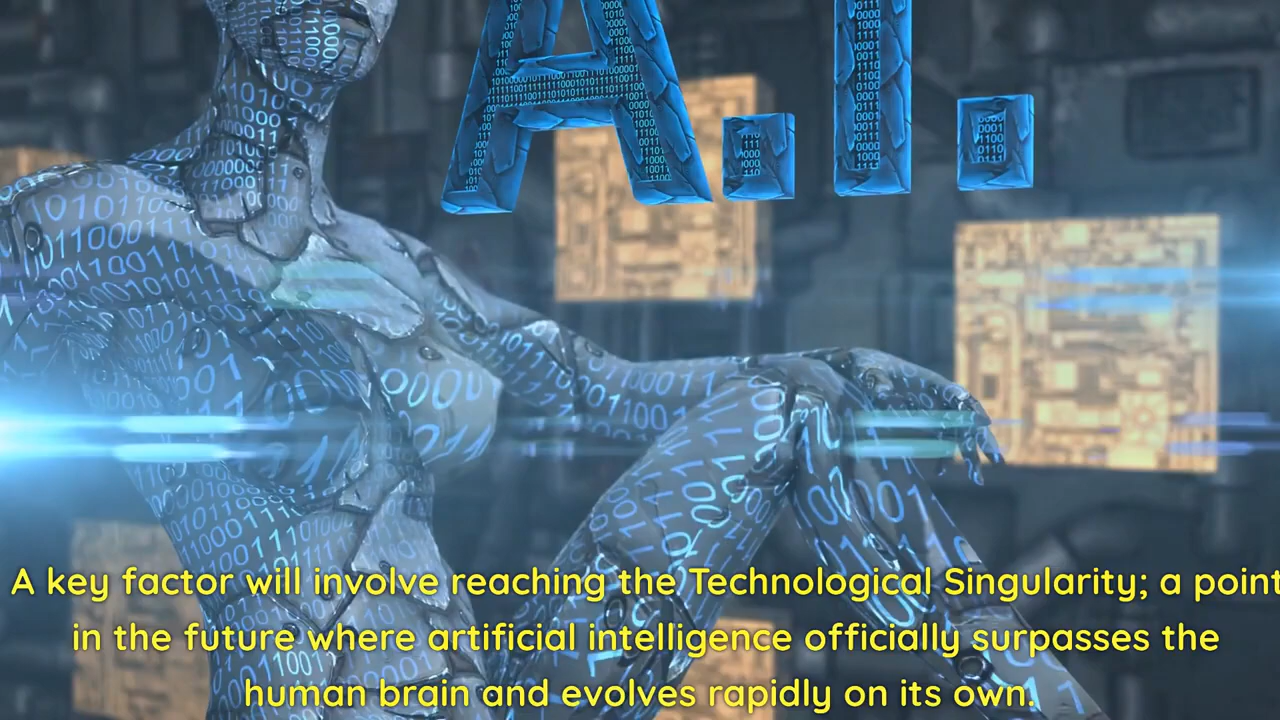 A.I.
A key factor will involve reaching the Technological Singularity; a point
in the future where artificial intelligence officially surpasses the
human brain and evolves rapidly on its own.